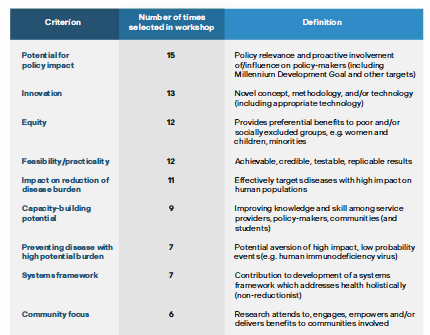 Criterion
Number of times
selected in workshop
Definition
Potential for
policy impact
15
Policy relevance and proactive involvement
of/influence on policy-makers (including
Millennium Development Goal and other targets)
Innovation
13
Novel concept, methodology, and/or technology
(including appropriate technology)
Equity
12
Provides preferential benefits to poor and/or
socially excluded groups, e.g. women and
children, minorities
Feasibility/practicality
12
Achievable, credible, testable, replicable results
Impact on reduction of
disease burden
11
Effectively targets diseases with high impact on
human populations
Capacity-building
potential
9
Improving knowledge and skill among service
providers, policy-makers, communities (and
students)
Preventing disease with
high potential burden
7
Potential aversion of high impact, low probability
events (e.g. human immunodeficiency virus)
Systems framework
7
Contribution to development of a systems
framework which addresses health holistically
(non-reductionist)
Community focus
6
Research attends to, engages, empowers and/or
delivers benefits to communities involved